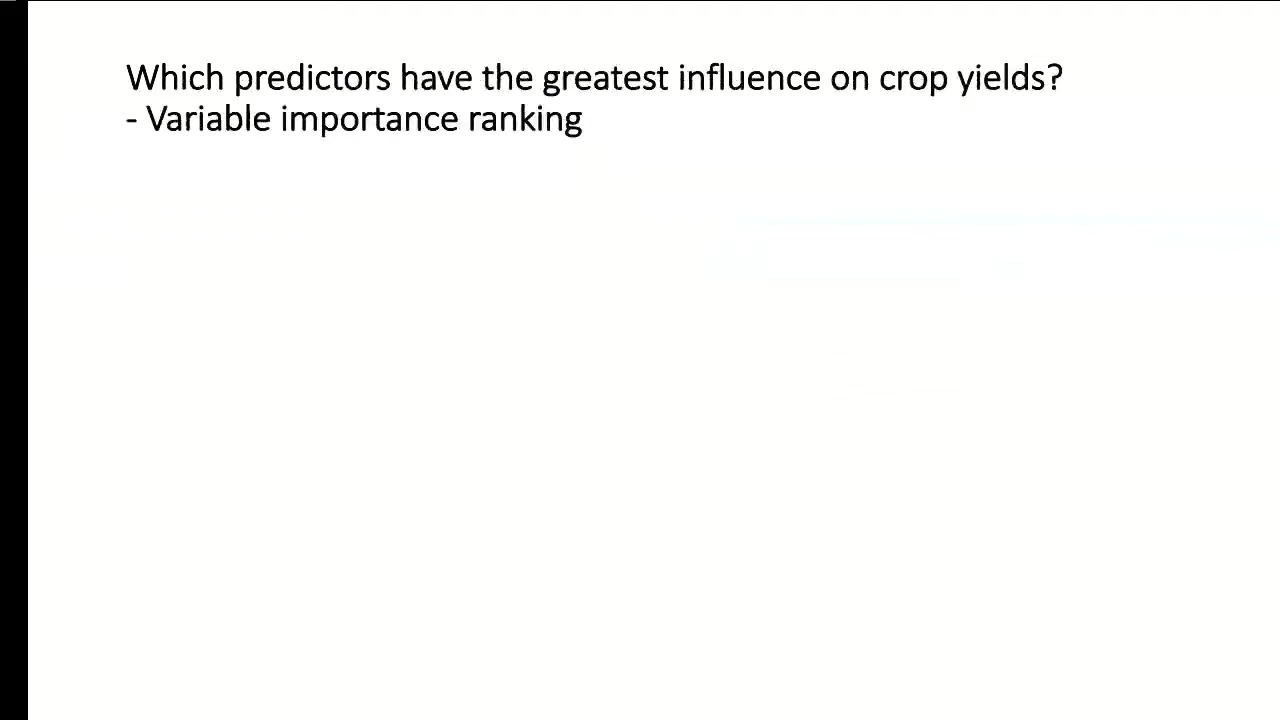 Which predictors have the greatest influence on crop yields?
- Variable importance ranking